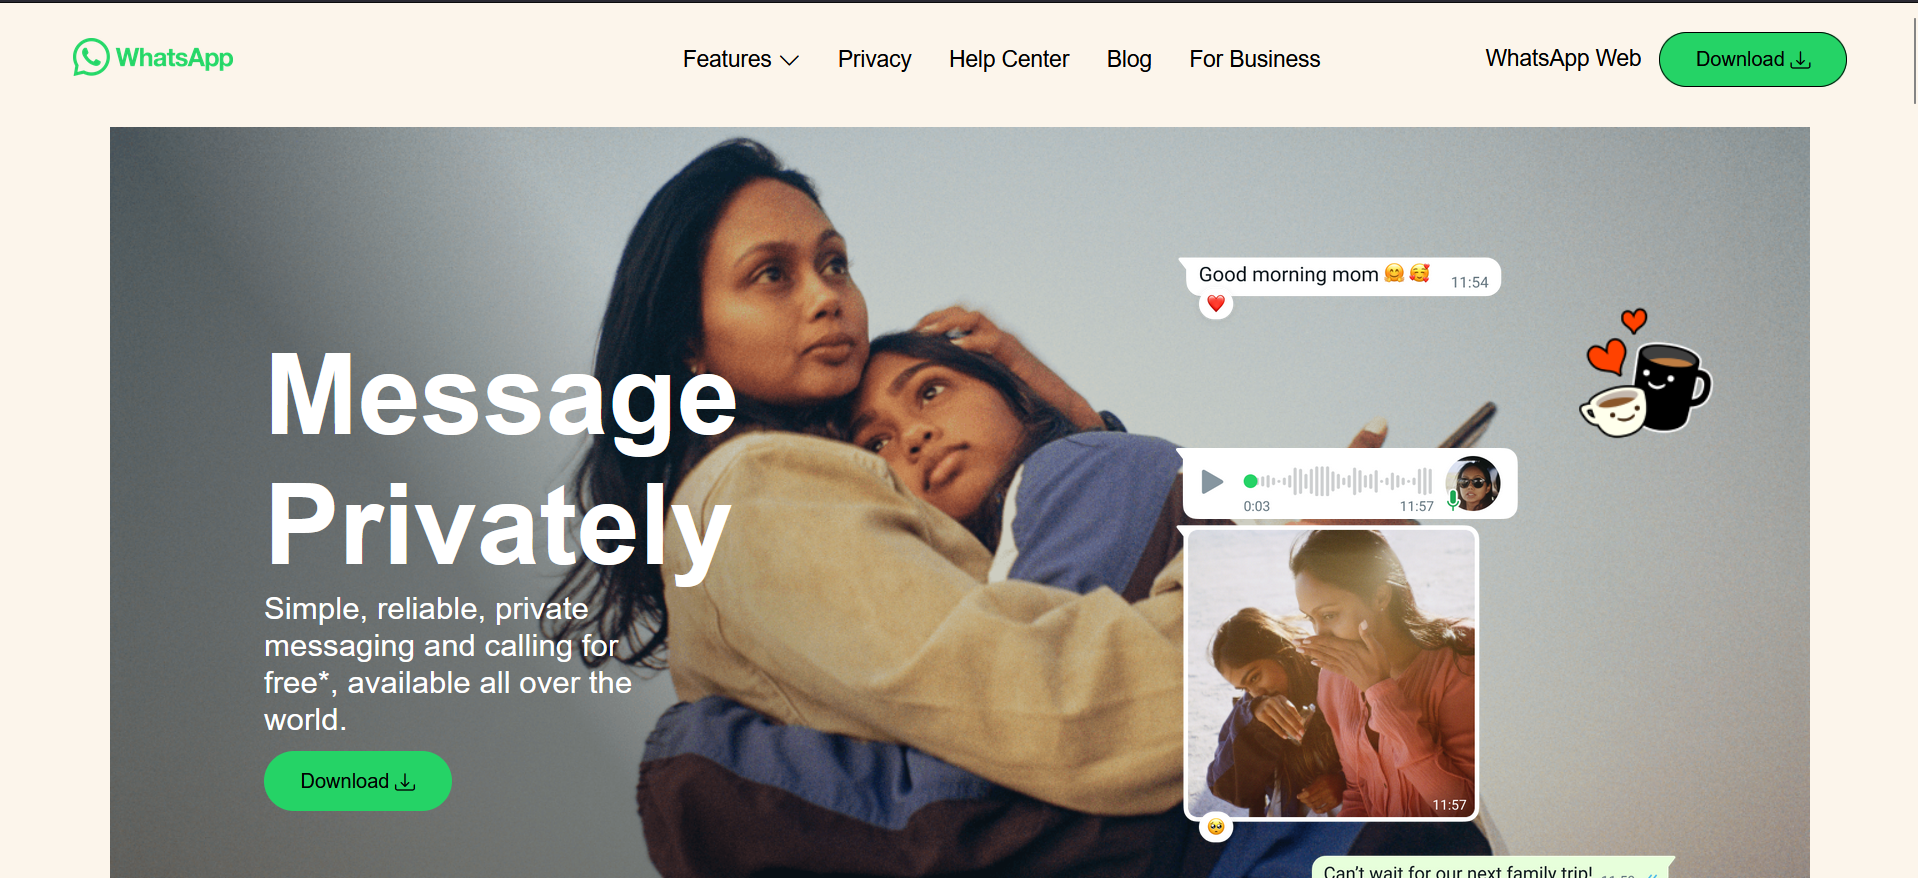 WhatsApp
Features
Privacy
Help Center
Blog
For Business
WhatsApp Web
Download
Message
Privately
Simple, reliable, private
messaging and calling for
free*, available all over the
world.
Download
Good morning mom 🤗 🥰 11:54
0:03 11:57
11:57
Can't wait for our next family trip!